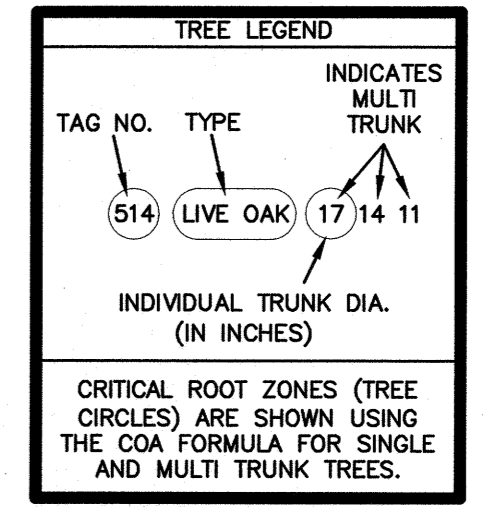 TREE LEGEND
INDICATES
MULTI
TRUNK
TAG NO. TYPE
514 LIVE OAK 17 14 11
INDIVIDUAL TRUNK DIA.
(IN INCHES)
CRITICAL ROOT ZONES (TREE
CIRCLES) ARE SHOWN USING
THE COA FORMULA FOR SINGLE
AND MULTI TRUNK TREES.